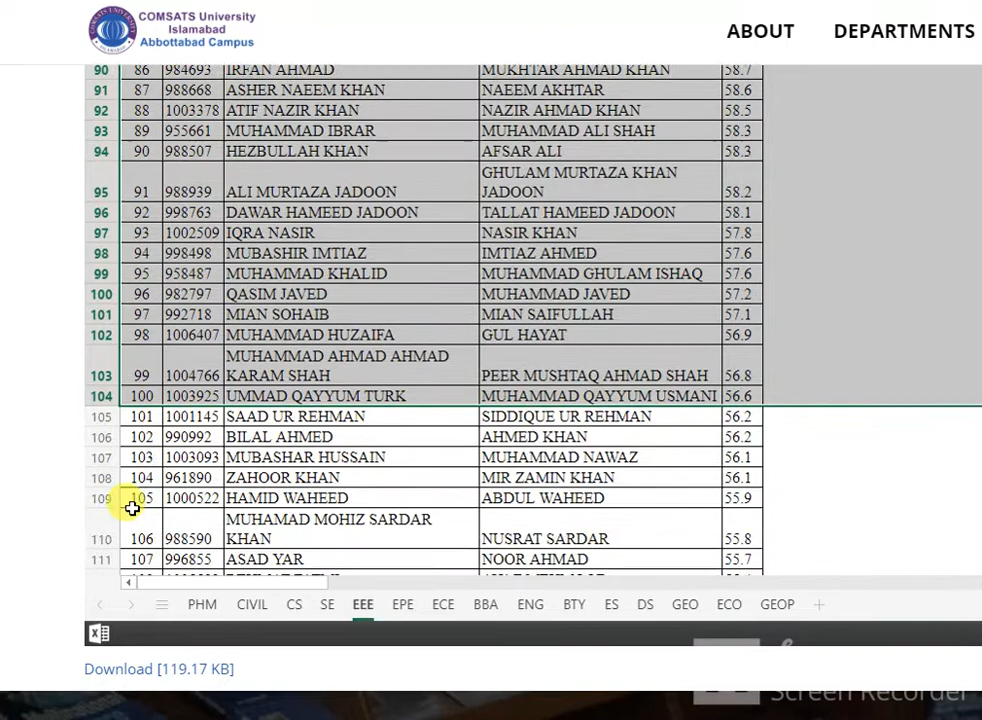 COMSATS University
Islamabad
Abbottabad Campus
ABOUT DEPARTMENTS
90 86 984693 IRFAN AHMAD MUKHTAR AHMAD KHAN 58.7
91 87 988668 ASHER NAEEM KHAN NAEEM AKHTAR 58.6
92 88 1003378 ATIF NAZIR KHAN NAZIR AHMAD KHAN 58.5
93 89 955661 MUHAMMAD IBRAR MUHAMMAD ALI SHAH 58.3
94 90 988507 HEZBULLAH KHAN AFSAR ALI 58.3
GHULAM MURTAZA KHAN
95 91 988939 ALI MURTAZA JADOON JADOON 58.2
96 92 998763 DAWAR HAMEED JADOON TALLAT HAMEED JADOON 58.1
97 93 1002509 IQRA NASIR NASIR KHAN 57.8
98 94 998498 MUBASHIR IMTIAZ IMTIAZ AHMED 57.6
99 95 958487 MUHAMMAD KHALID MUHAMMAD GHULAM ISHAQ 57.6
100 96 982797 QASIM JAVED MUHAMMAD JAVED 57.2
101 97 992718 MIAN SOHAIB MIAN SAIFULLAH 57.1
102 98 1006407 MUHAMMAD HUZAIFA GUL HAYAT 56.9
MUHAMMAD AHMAD AHMAD
103 99 1004766 KARAM SHAH PEER MUSHTAQ AHMAD SHAH 56.8
104 100 1003925 UMMAD QAYYUM TURK MUHAMMAD QAYYUM USMANI 56.6
105 101 1001145 SAAD UR REHMAN SIDDIQUE UR REHMAN 56.2
106 102 990992 BILAL AHMED AHMED KHAN 56.2
107 103 1003093 MUBASHAR HUSSAIN MUHAMMAD NAWAZ 56.1
108 104 961890 ZAHOOR KHAN MIR ZAMIN KHAN 56.1
109 105 1000522 HAMID WAHEED ABDUL WAHEED 55.9
MUHAMAD MOHIZ SARDAR
110 106 988590 KHAN NUSRAT SARDAR 55.8
111 107 996855 ASAD YAR NOOR AHMAD 55.7
PHM CIVIL CS SE EEE EPE ECE BBA ENG BTY ES DS GEO ECO GEOP
Download [119.17 KB]
Screen Recorder